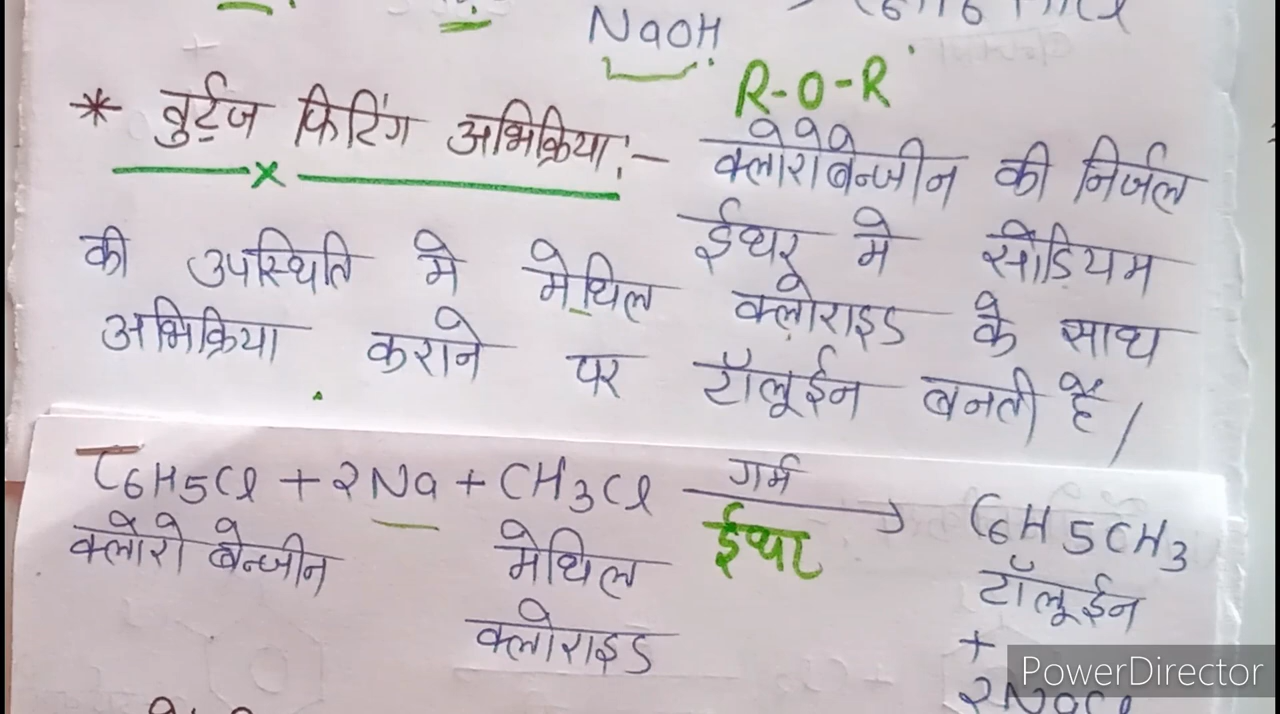 NaOH
R-O-R
* वुर्ट्ज फिटिंग अभिक्रिया:- क्लोरोबेन्जीन की निर्जल
ईथर मे सोडियम
की उपस्थिति मे मेथिल क्लोराइड के साथ
अभिक्रिया कराने पर टॉलूईन बनती है /
C6H5Cl + 2Na + CH3Cl गर्म → C6H5CH3
ईथर
क्लोरो बेन्जीन मेथिल टॉलूईन
क्लोराइड +
2NaCl
PowerDirector